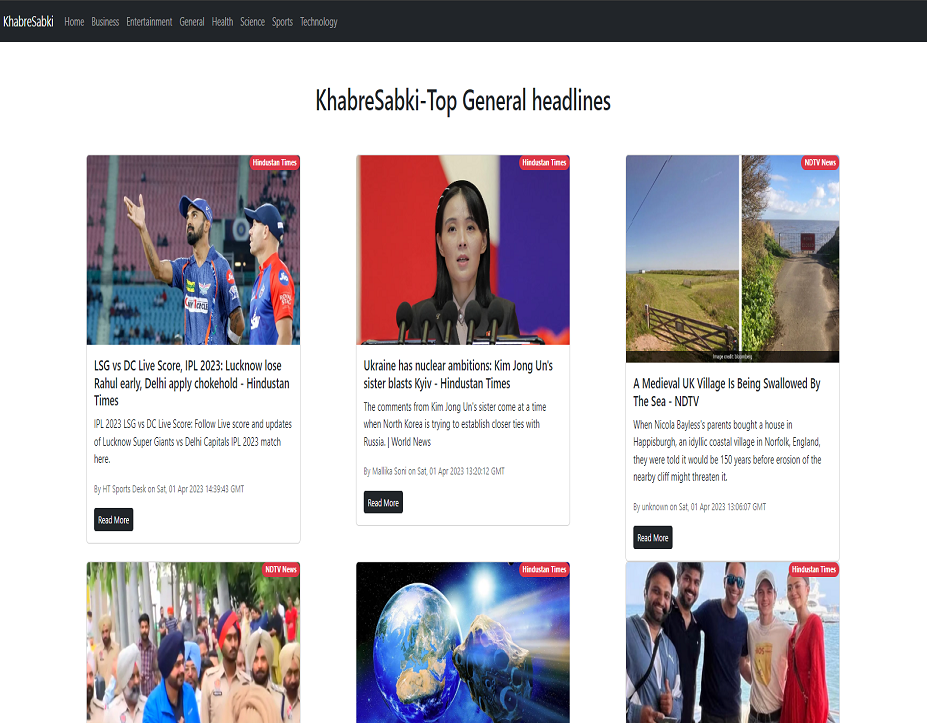 KhabreSabki Home Business Entertainment General Health Science Sports Technology
KhabreSabki-Top General headlines
Hindustan Times
LSG vs DC Live Score, IPL 2023: Lucknow lose
Rahul early, Delhi apply chokehold - Hindustan
Times
IPL 2023 LSG vs DC Live Score: Follow Live score and updates
of Lucknow Super Giants vs Delhi Capitals IPL 2023 match
here.
By HT Sports Desk on Sat, 01 Apr 2023 14:39:43 GMT
Read More
Hindustan Times
Ukraine has nuclear ambitions: Kim Jong Un's
sister blasts Kyiv - Hindustan Times
The comments from Kim Jong Un's sister come at a time
when North Korea is trying to establish closer ties with
Russia. | World News
By Mallika Soni on Sat, 01 Apr 2023 13:20:12 GMT
Read More
NDTV News
Image credit: bloomberg
A Medieval UK Village Is Being Swallowed By
The Sea - NDTV
When Nicola Bayless's parents bought a house in
Happisburgh, an idyllic coastal village in Norfolk, England,
they were told it would be 150 years before erosion of the
nearby cliff might threaten it.
By unknown on Sat, 01 Apr 2023 13:06:07 GMT
Read More
NDTV News
Hindustan Times
Hindustan Times